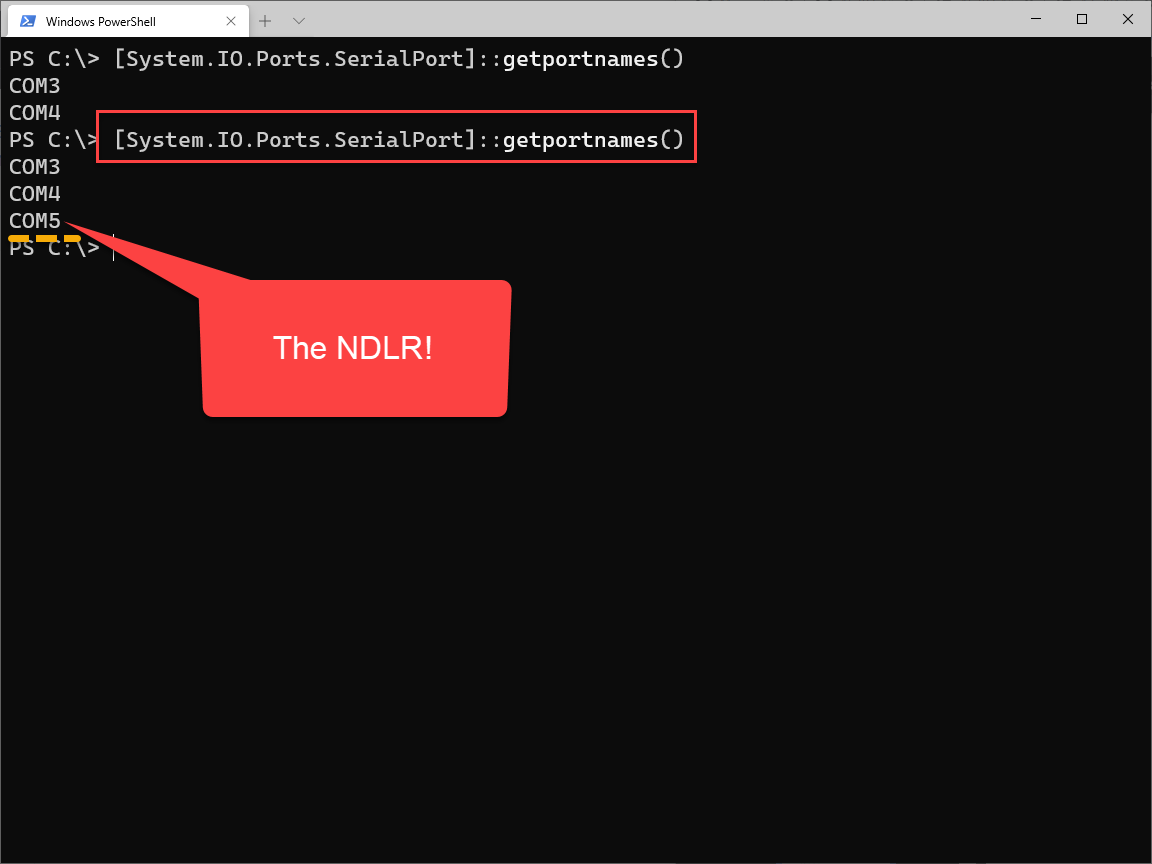 Windows PowerShell
PS C:\> [System.IO.Ports.SerialPort]::getportnames()
COM3
COM4
PS C:\> [System.IO.Ports.SerialPort]::getportnames()
COM3
COM4
COM5
PS C:\>
The NDLR!